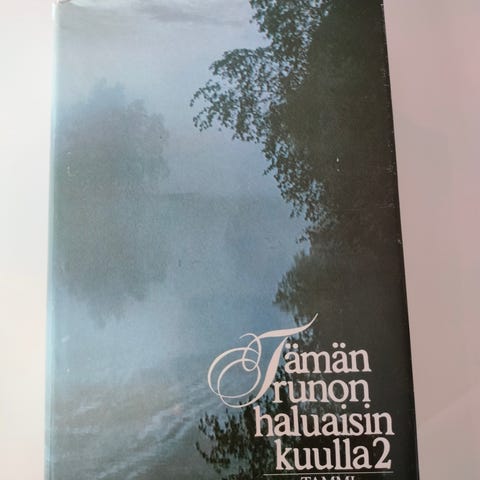 Tämän
runon
haluaisin
kuulla 2
TAMMI